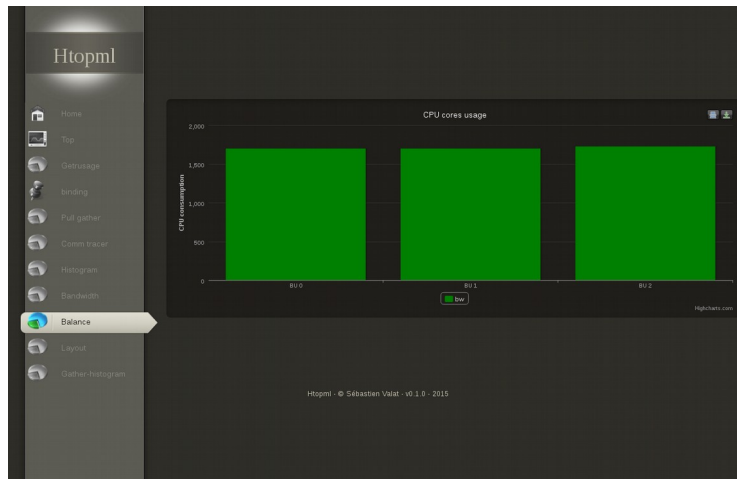 Htopml
Home
Top
Getrusage
binding
Pull gather
Comm tracer
Histogram
Bandwidth
Balance
Layout
Gather-histogram
CPU cores usage
CPU consumption
2,000
1,500
1,000
500
0
BU 0
BU 1
BU 2
bw
Highcharts.com
Htopml - © Sébastien Valat - v0.1.0 - 2015